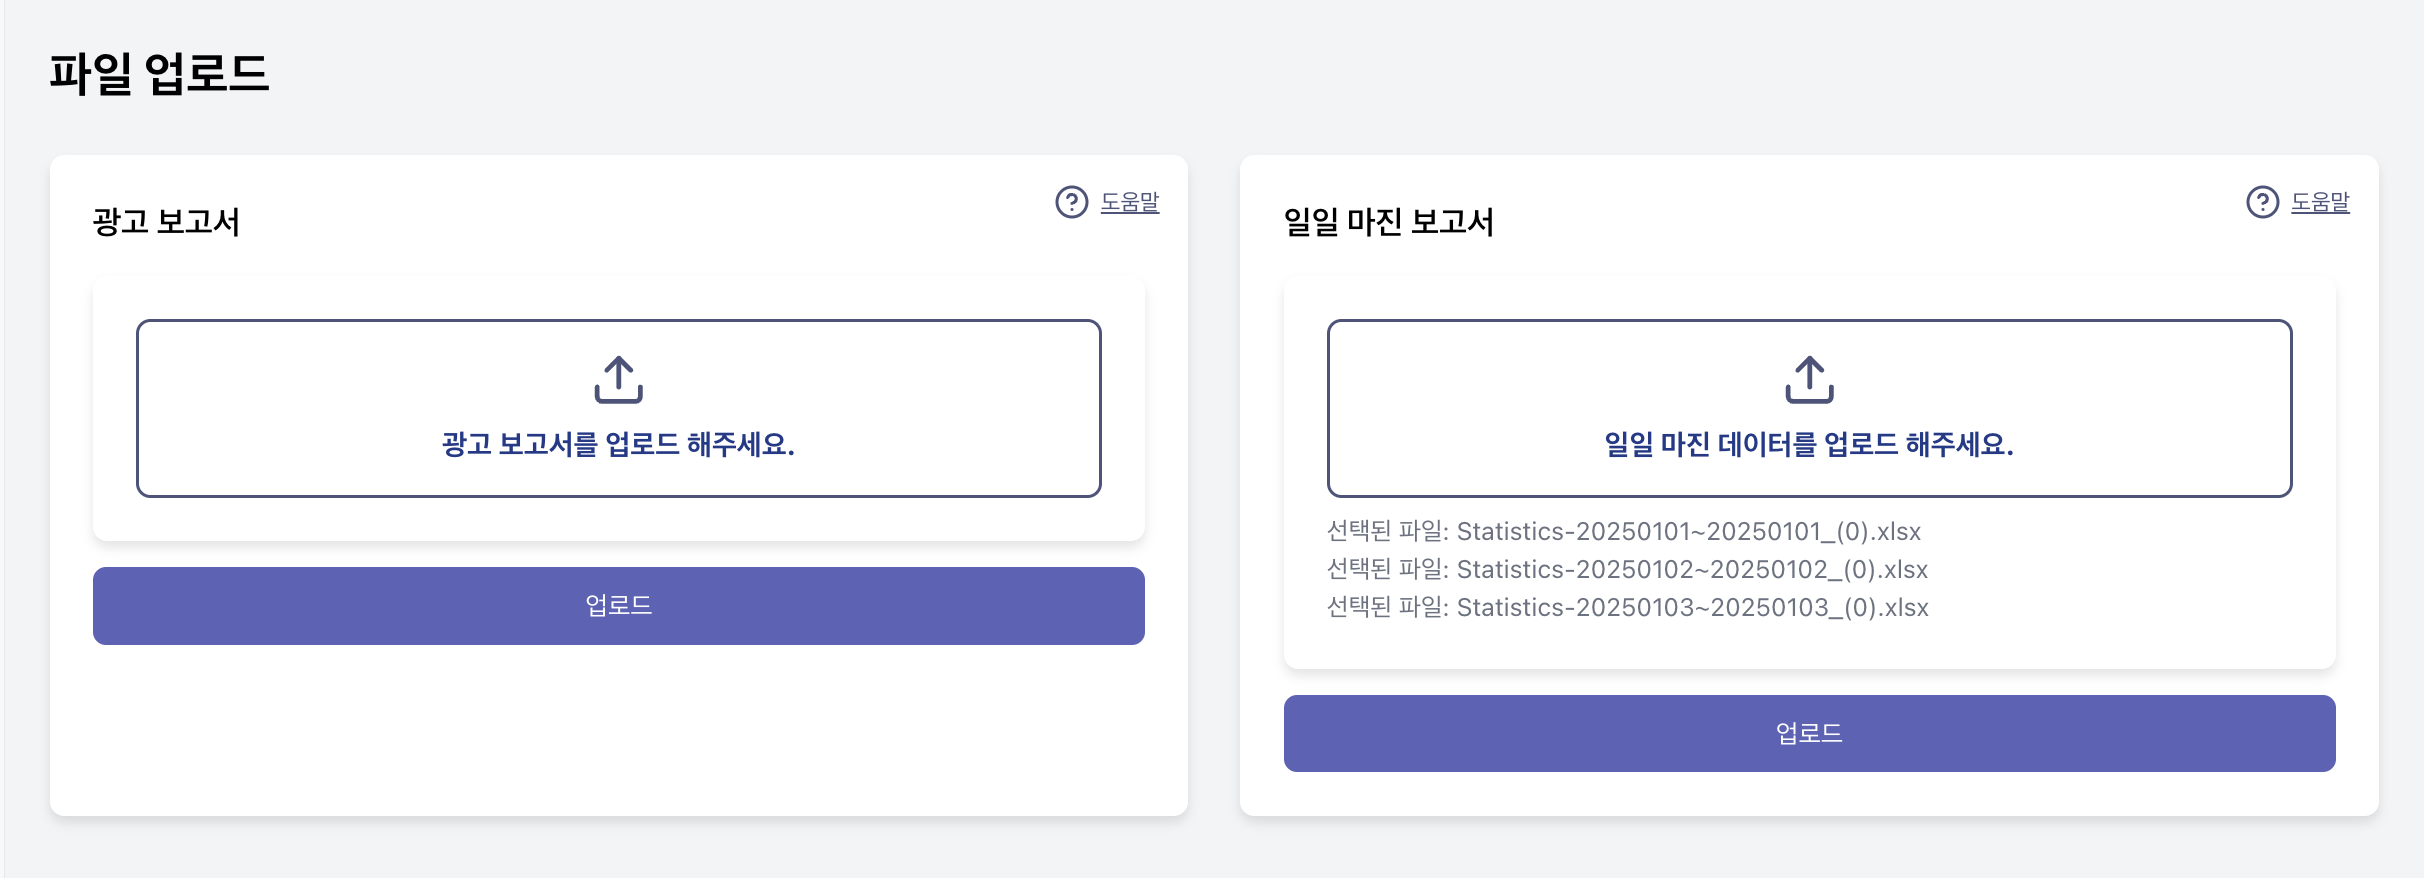 파일 업로드
광고 보고서
도움말
광고 보고서를 업로드 해주세요.
업로드
일일 마진 보고서
도움말
일일 마진 데이터를 업로드 해주세요.
선택된 파일: Statistics-20250101~20250101_(0).xlsx
선택된 파일: Statistics-20250102~20250102_(0).xlsx
선택된 파일: Statistics-20250103~20250103_(0).xlsx
업로드